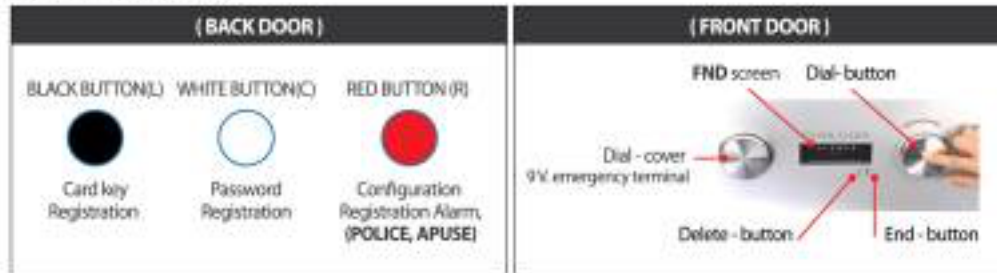 ( BACK DOOR )
BLACK BUTTON(L) WHITE BUTTON(C) RED BUTTON (R)
Card key
Registration
Password
Registration
Configuration
Registration Alarm,
(POLICE, APUSE)
( FRONT DOOR )
FND screen Dial- button
Dial - cover
9V. emergency terminal
Delete - button
End - button